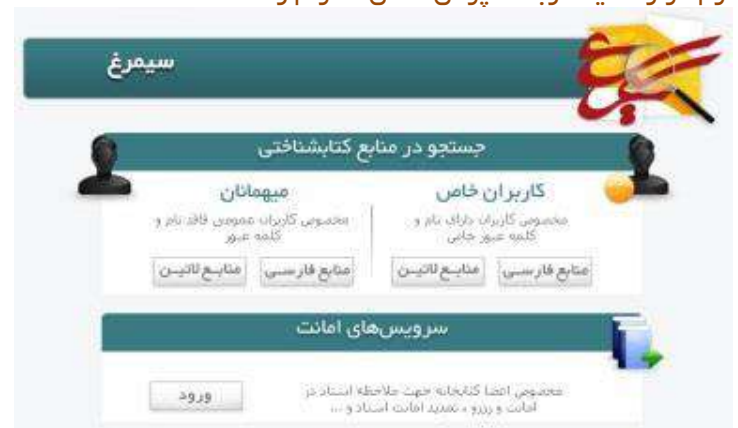 سیمرغ
جستجو در منابع کتابشناختی
کاربران خاص
مخصوص کاربران دارای نام و
کلمه عبور خاص
منابع فارسی
منابع لاتین
میهمانان
مخصوص کاربران عمومی فاقد نام و
کلمه عبور
منابع فارسی
منابع لاتین
سرویس‌های امانت
مخصوص اعضا کتابخانه جهت ملاحظه اسناد در
امانت و رزرو ، تمدید امانت اسناد و ...
ورود